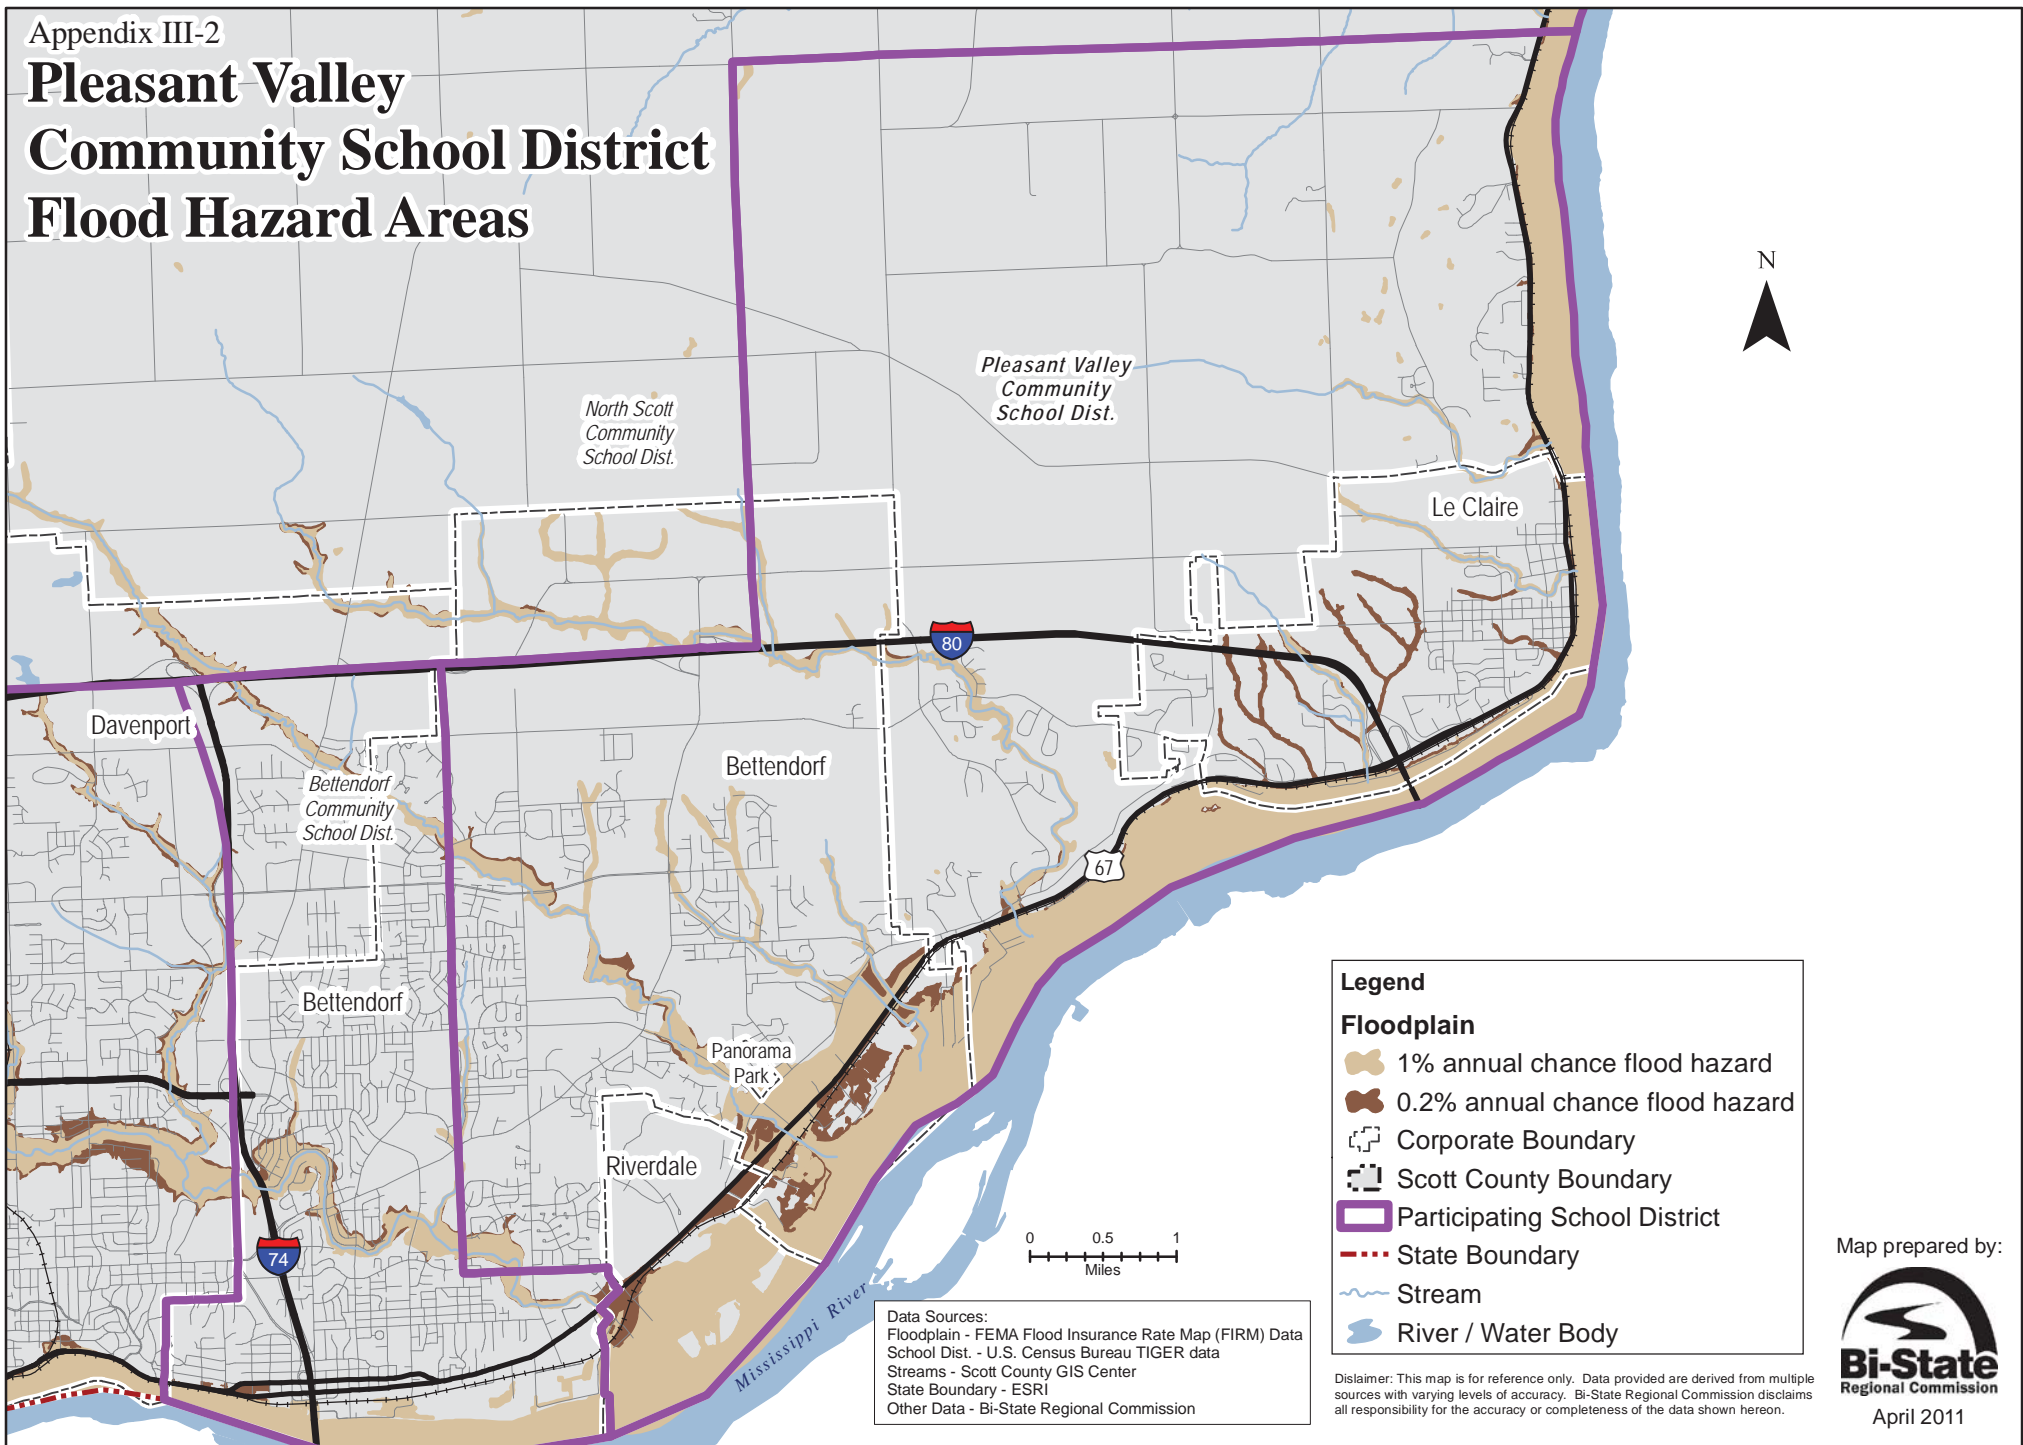 Appendix III-2
Pleasant Valley
Community School District
Flood Hazard Areas
N
Pleasant Valley
Community
School Dist.
North Scott
Community
School Dist.
Le Claire
80
Davenport
Bettendorf
Bettendorf
Community
School Dist.
67
Bettendorf
Panorama
Park
Riverdale
74
Mississippi River
0 0.5 1
Miles
Data Sources:
Floodplain - FEMA Flood Insurance Rate Map (FIRM) Data
School Dist. - U.S. Census Bureau TIGER data
Streams - Scott County GIS Center
State Boundary - ESRI
Other Data - Bi-State Regional Commission
Legend
Floodplain
1% annual chance flood hazard
0.2% annual chance flood hazard
Corporate Boundary
Scott County Boundary
Participating School District
State Boundary
Stream
River / Water Body
Dislaimer: This map is for reference only. Data provided are derived from multiple
sources with varying levels of accuracy. Bi-State Regional Commission disclaims
all responsibility for the accuracy or completeness of the data shown hereon.
Map prepared by:
Bi-State
Regional Commission
April 2011